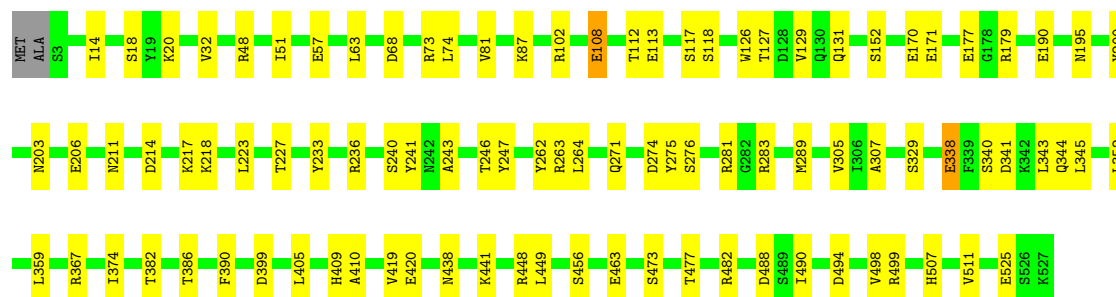 MET ALA S3 I14 S18 Y19 K20 V32 R48 I51 E57 L63 D68 R73 L74 V81 K87 R102 E108 T112 E113 S117 S118 W126 T127 D128 V129 Q130 Q131 S152 E170 E171 E177 G178 R179 E190 N195
N203 E206 N211 D214 K217 K218 L223 T227 Y233 R236 S240 Y241 N242 A243 T246 Y247 Y262 R263 L264 Q271 D274 Y275 S276 R281 G282 R283 M289 V305 I306 A307 S329 E338 F339 S340 D341 K342 L343 Q344 L345
L359 R367 I374 T382 T386 F390 D399 L405 H409 A410 V419 E420 N438 K441 R448 L449 S456 E463 S473 T477 R482 D488 S489 I490 D494 V498 R499 H507 V511 E525 S526 K527